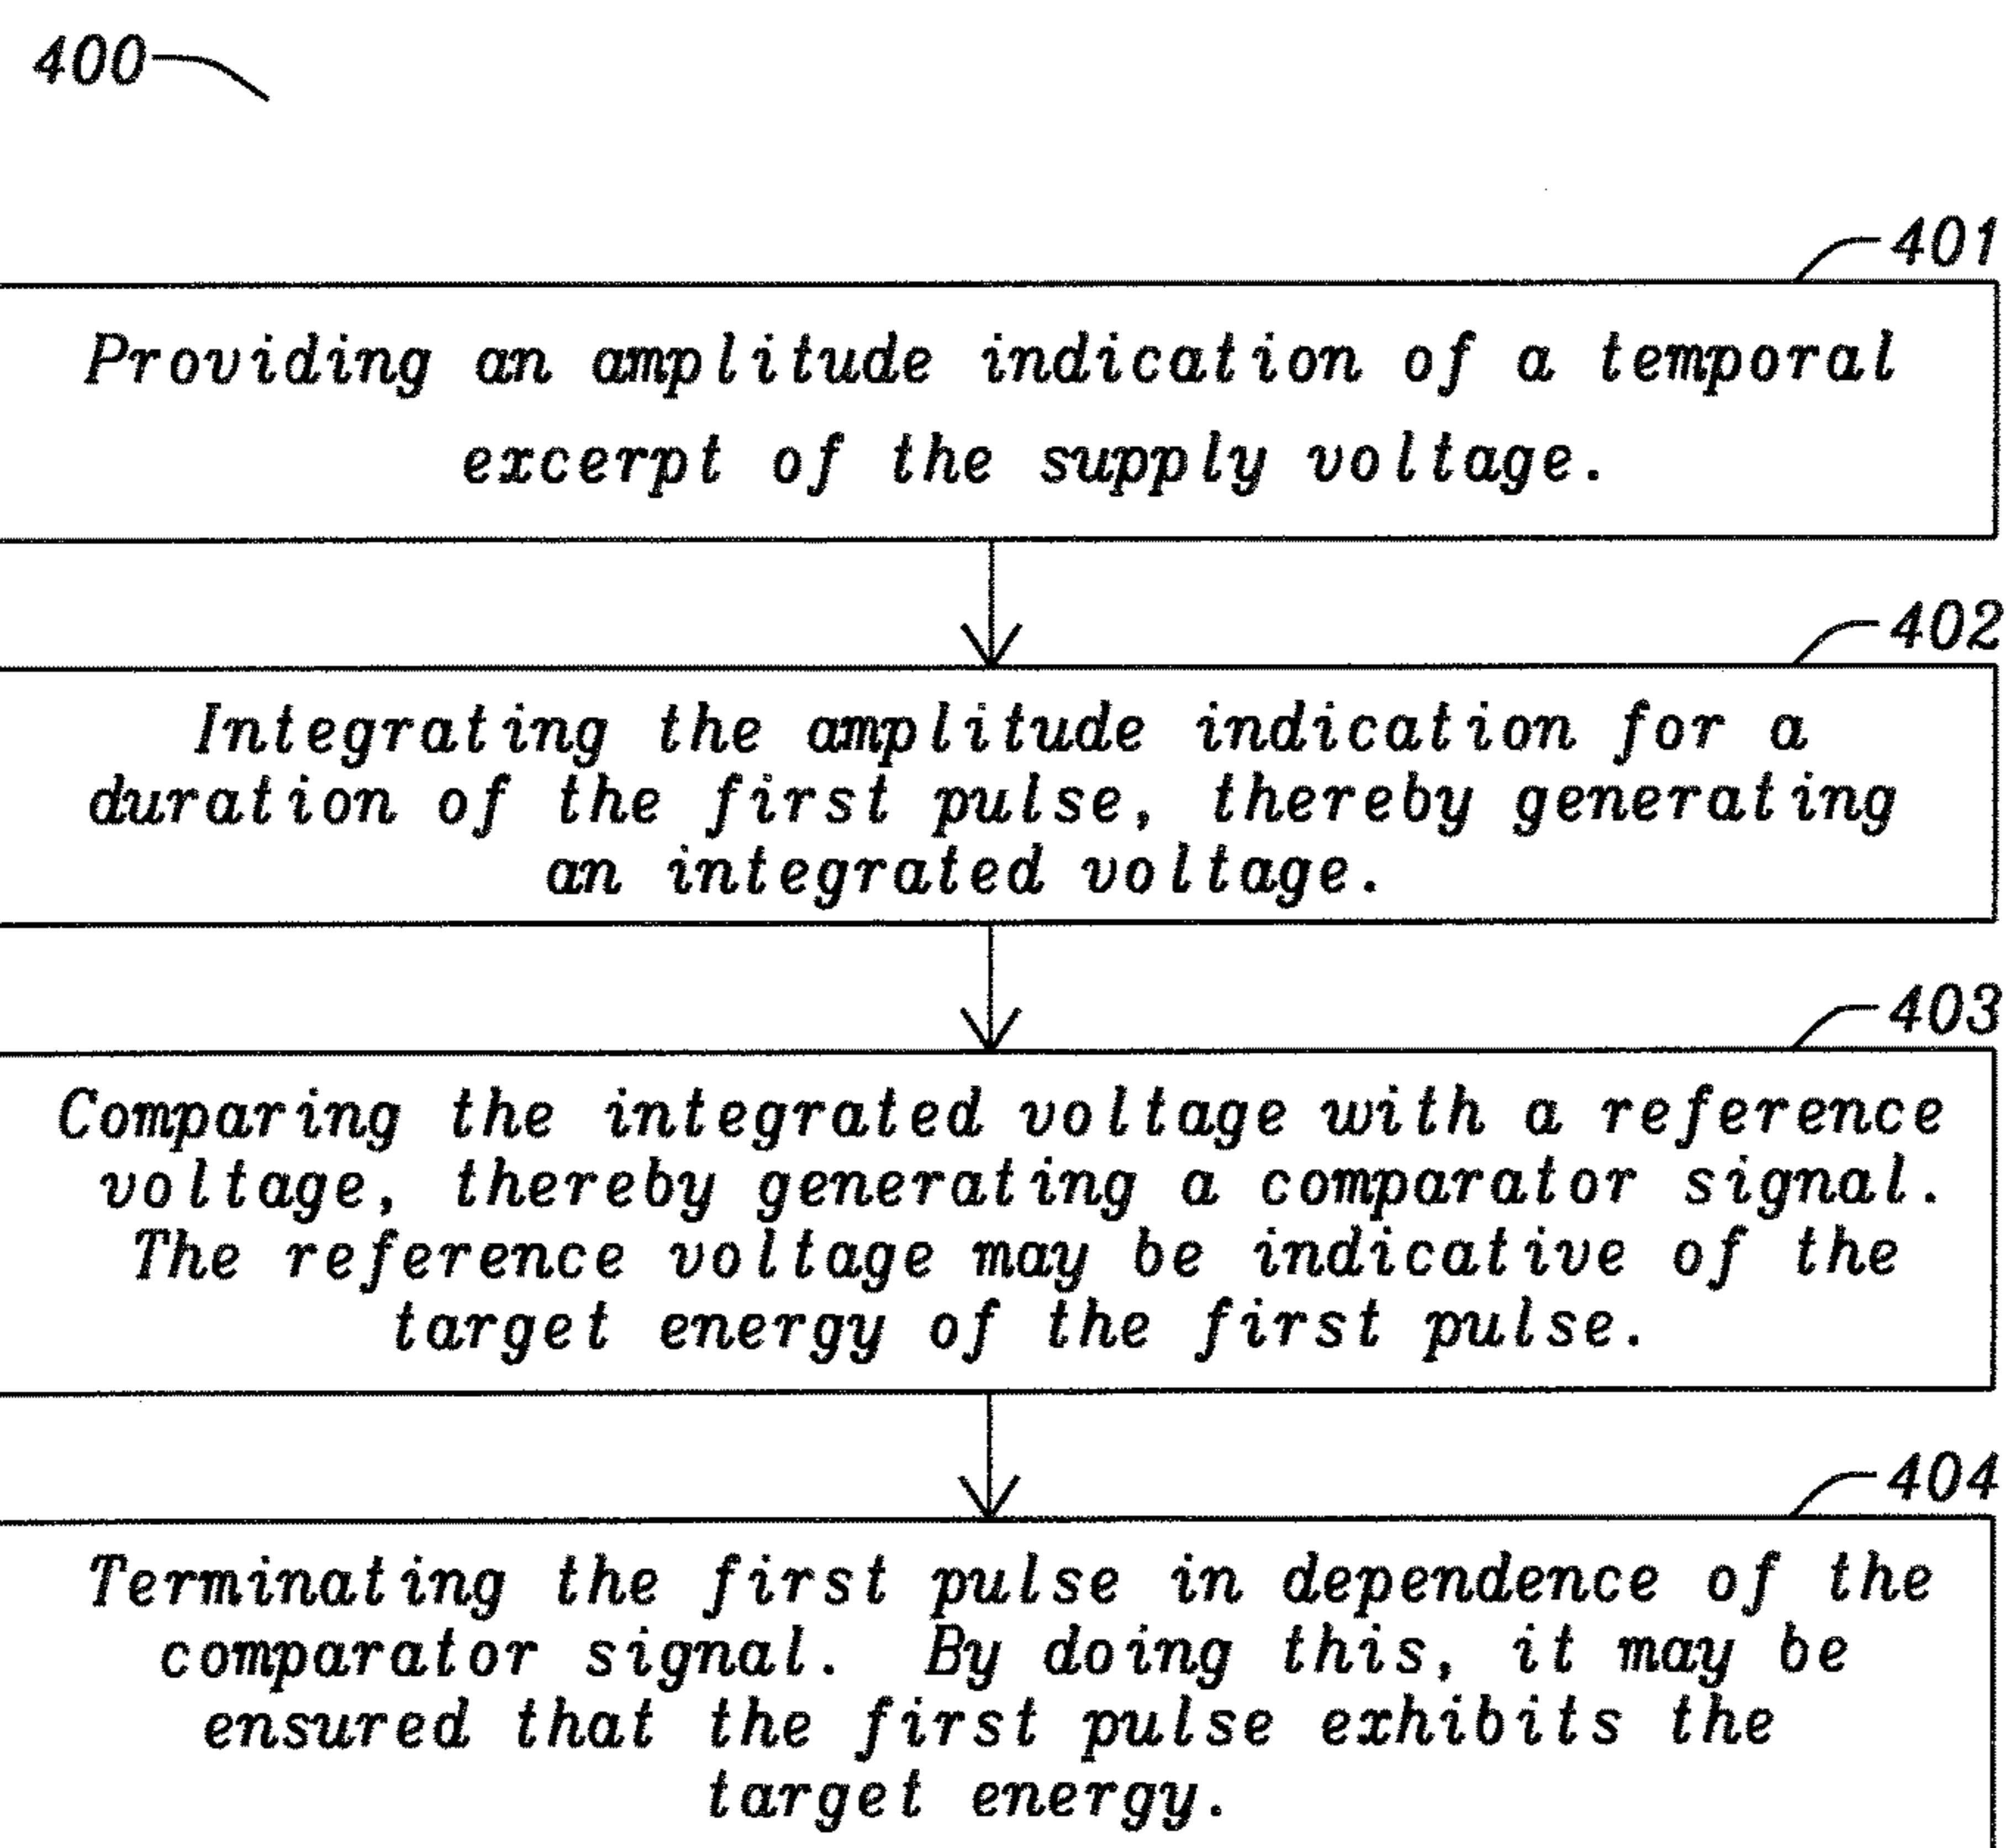 400
401
Providing an amplitude indication of a temporal
excerpt of the supply voltage.
402
Integrating the amplitude indication for a
duration of the first pulse, thereby generating
an integrated voltage.
403
Comparing the integrated voltage with a reference
voltage, thereby generating a comparator signal.
The reference voltage may be indicative of the
target energy of the first pulse.
404
Terminating the first pulse in dependence of the
comparator signal. By doing this, it may be
ensured that the first pulse exhibits the
target energy.